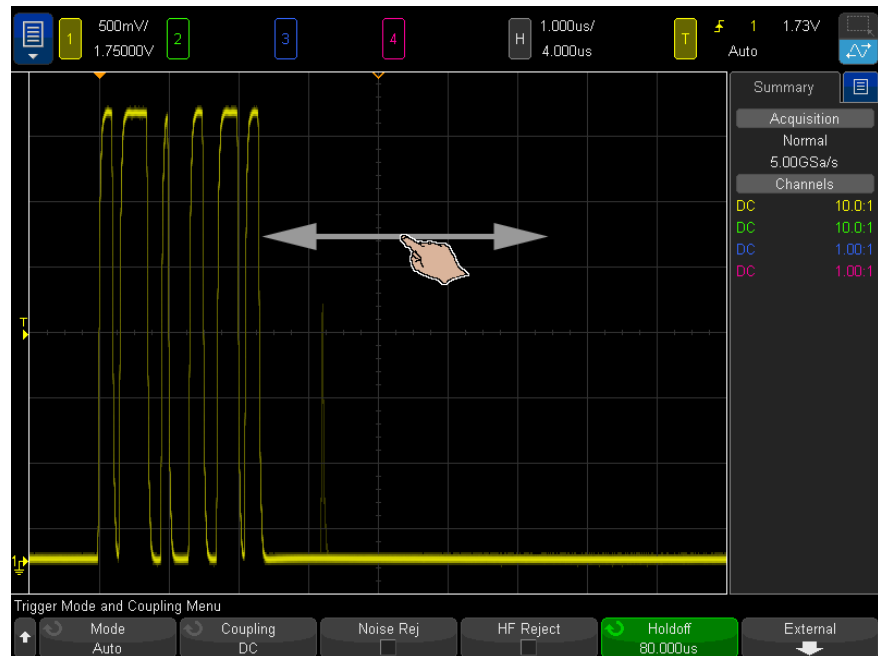 1
500mV/
1.75000V
2
3
4
H
1.000us/
4.000us
T
1
1.73V
Auto
Summary
Acquisition
Normal
5.00GSa/s
Channels
DC 10.0:1
DC 10.0:1
DC 1.00:1
DC 1.00:1
T
1
Trigger Mode and Coupling Menu
Mode
Auto
Coupling
DC
Noise Rej
HF Reject
Holdoff
80.000us
External